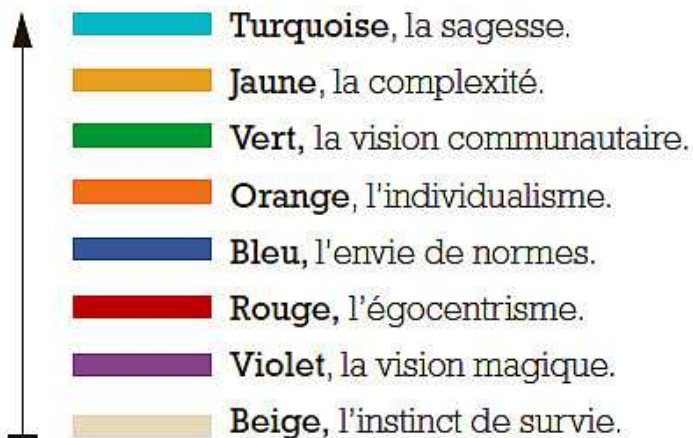 Turquoise, la sagesse.
Jaune, la complexité.
Vert, la vision communautaire.
Orange, l'individualisme.
Bleu, l'envie de normes.
Rouge, l'égocentrisme.
Violet, la vision magique.
Beige, l'instinct de survie.